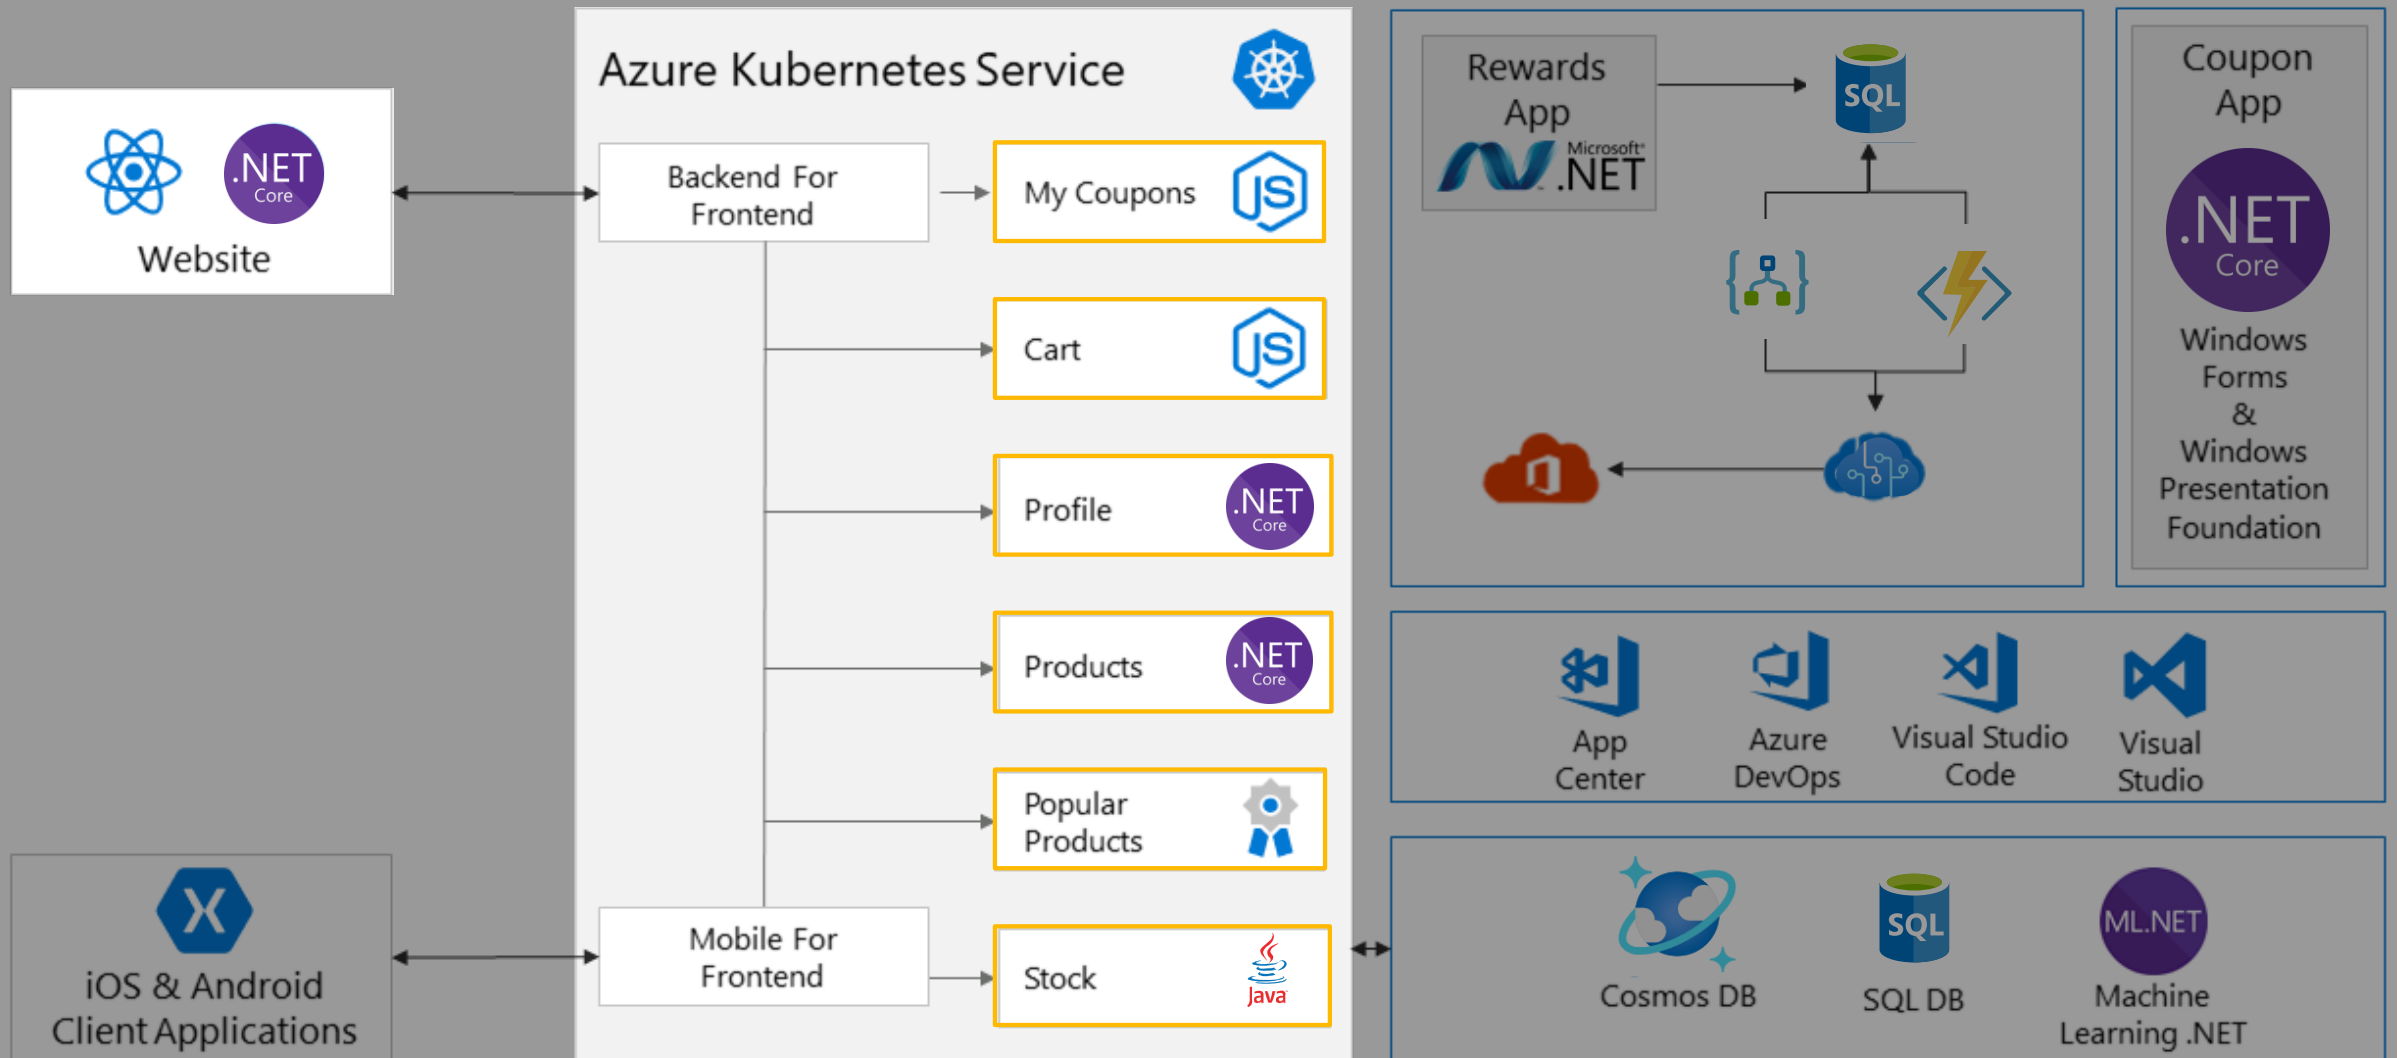 Azure Kubernetes Service
.NET
Core
Website
Backend For
Frontend
My Coupons
JS
Cart
JS
Profile
.NET
Core
Products
.NET
Core
Popular
Products
Mobile For
Frontend
Stock
Java
iOS & Android
Client Applications
Rewards
App
Microsoft®
.NET
SQL
Coupon
App
.NET
Core
Windows
Forms
&
Windows
Presentation
Foundation
App
Center
Azure
DevOps
Visual Studio
Code
Visual
Studio
Cosmos DB
SQL
SQL DB
ML.NET
Machine
Learning .NET